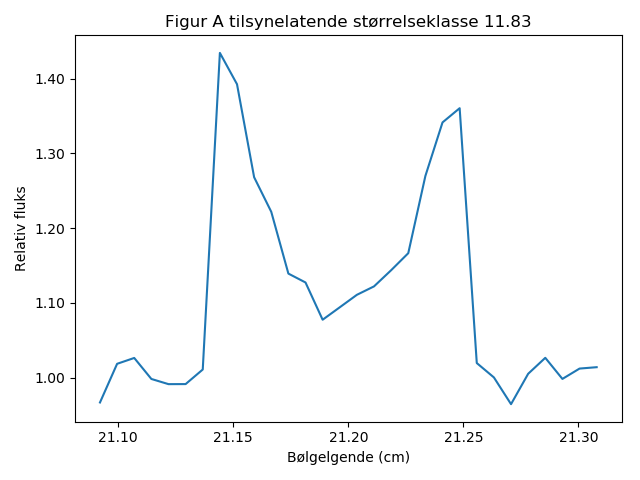 Figur A tilsynelatende størrelseklasse 11.83
1.40
1.30
1.20
1.10
1.00
Relativ fluks
21.10 21.15 21.20 21.25 21.30
Bølgelgende (cm)